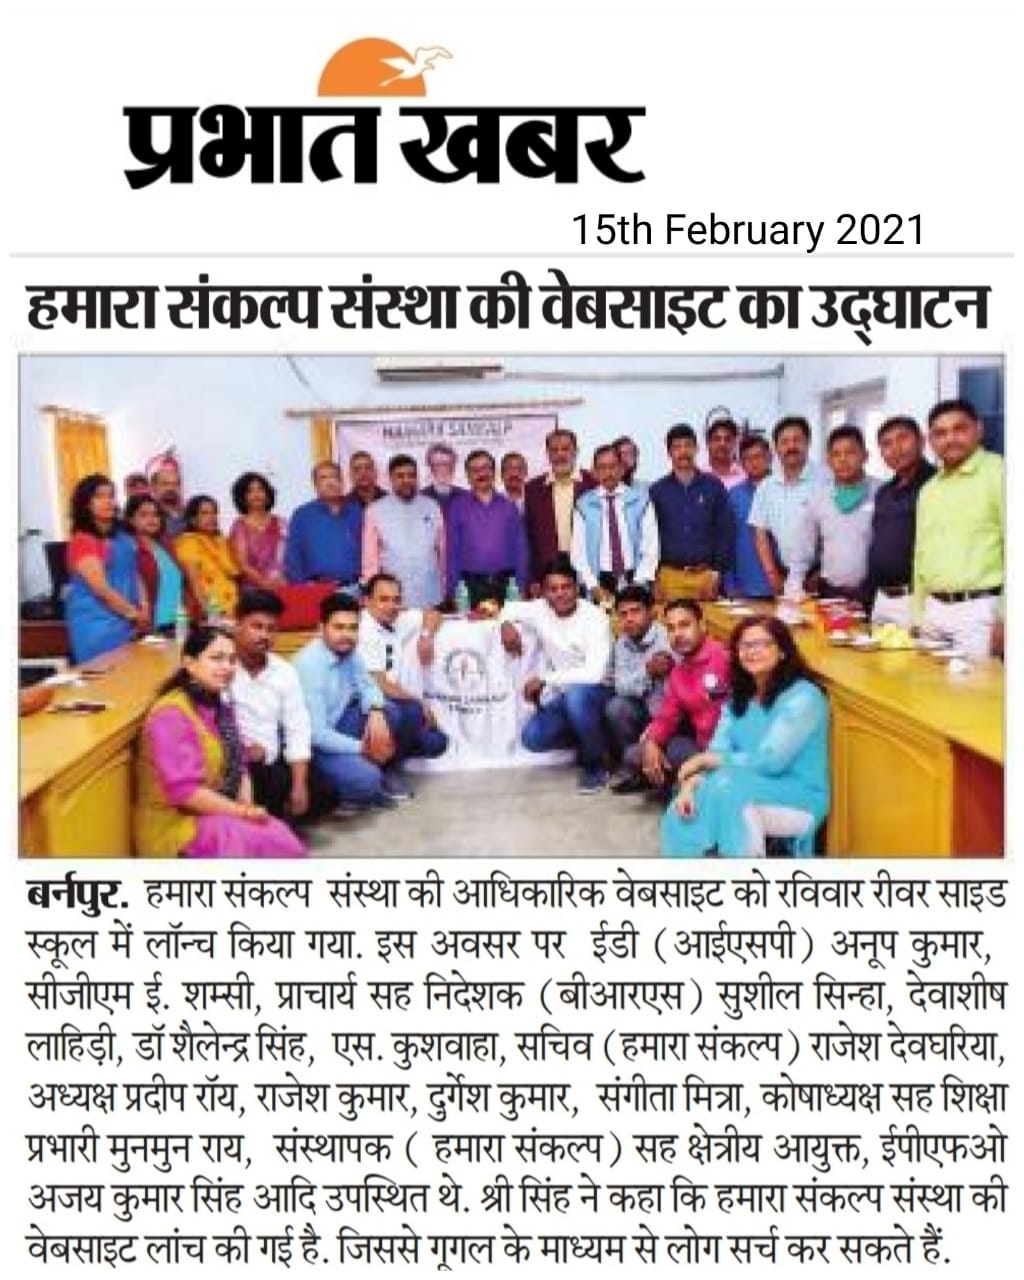 प्रभात खबर
15th February 2021
हमारा संकल्प संस्था की वेबसाइट का उद्घाटन
HAMARA SANKALP
बर्नपुर. हमारा संकल्प संस्था की आधिकारिक वेबसाइट को रविवार रीवर साइड
स्कूल में लॉन्च किया गया. इस अवसर पर ईडी (आईएसपी) अनूप कुमार,
सीजीएम ई. शम्सी, प्राचार्य सह निदेशक (बीआरएस) सुशील सिन्हा, देवाशीष
लाहिड़ी, डॉ शैलेन्द्र सिंह, एस. कुशवाहा, सचिव (हमारा संकल्प) राजेश देवघरिया,
अध्यक्ष प्रदीप रॉय, राजेश कुमार, दुर्गेश कुमार, संगीता मित्रा, कोषाध्यक्ष सह शिक्षा
प्रभारी मुनमुन राय, संस्थापक ( हमारा संकल्प) सह क्षेत्रीय आयुक्त, ईपीएफओ
अजय कुमार सिंह आदि उपस्थित थे. श्री सिंह ने कहा कि हमारा संकल्प संस्था की
वेबसाइट लांच की गई है. जिससे गूगल के माध्यम से लोग सर्च कर सकते हैं.